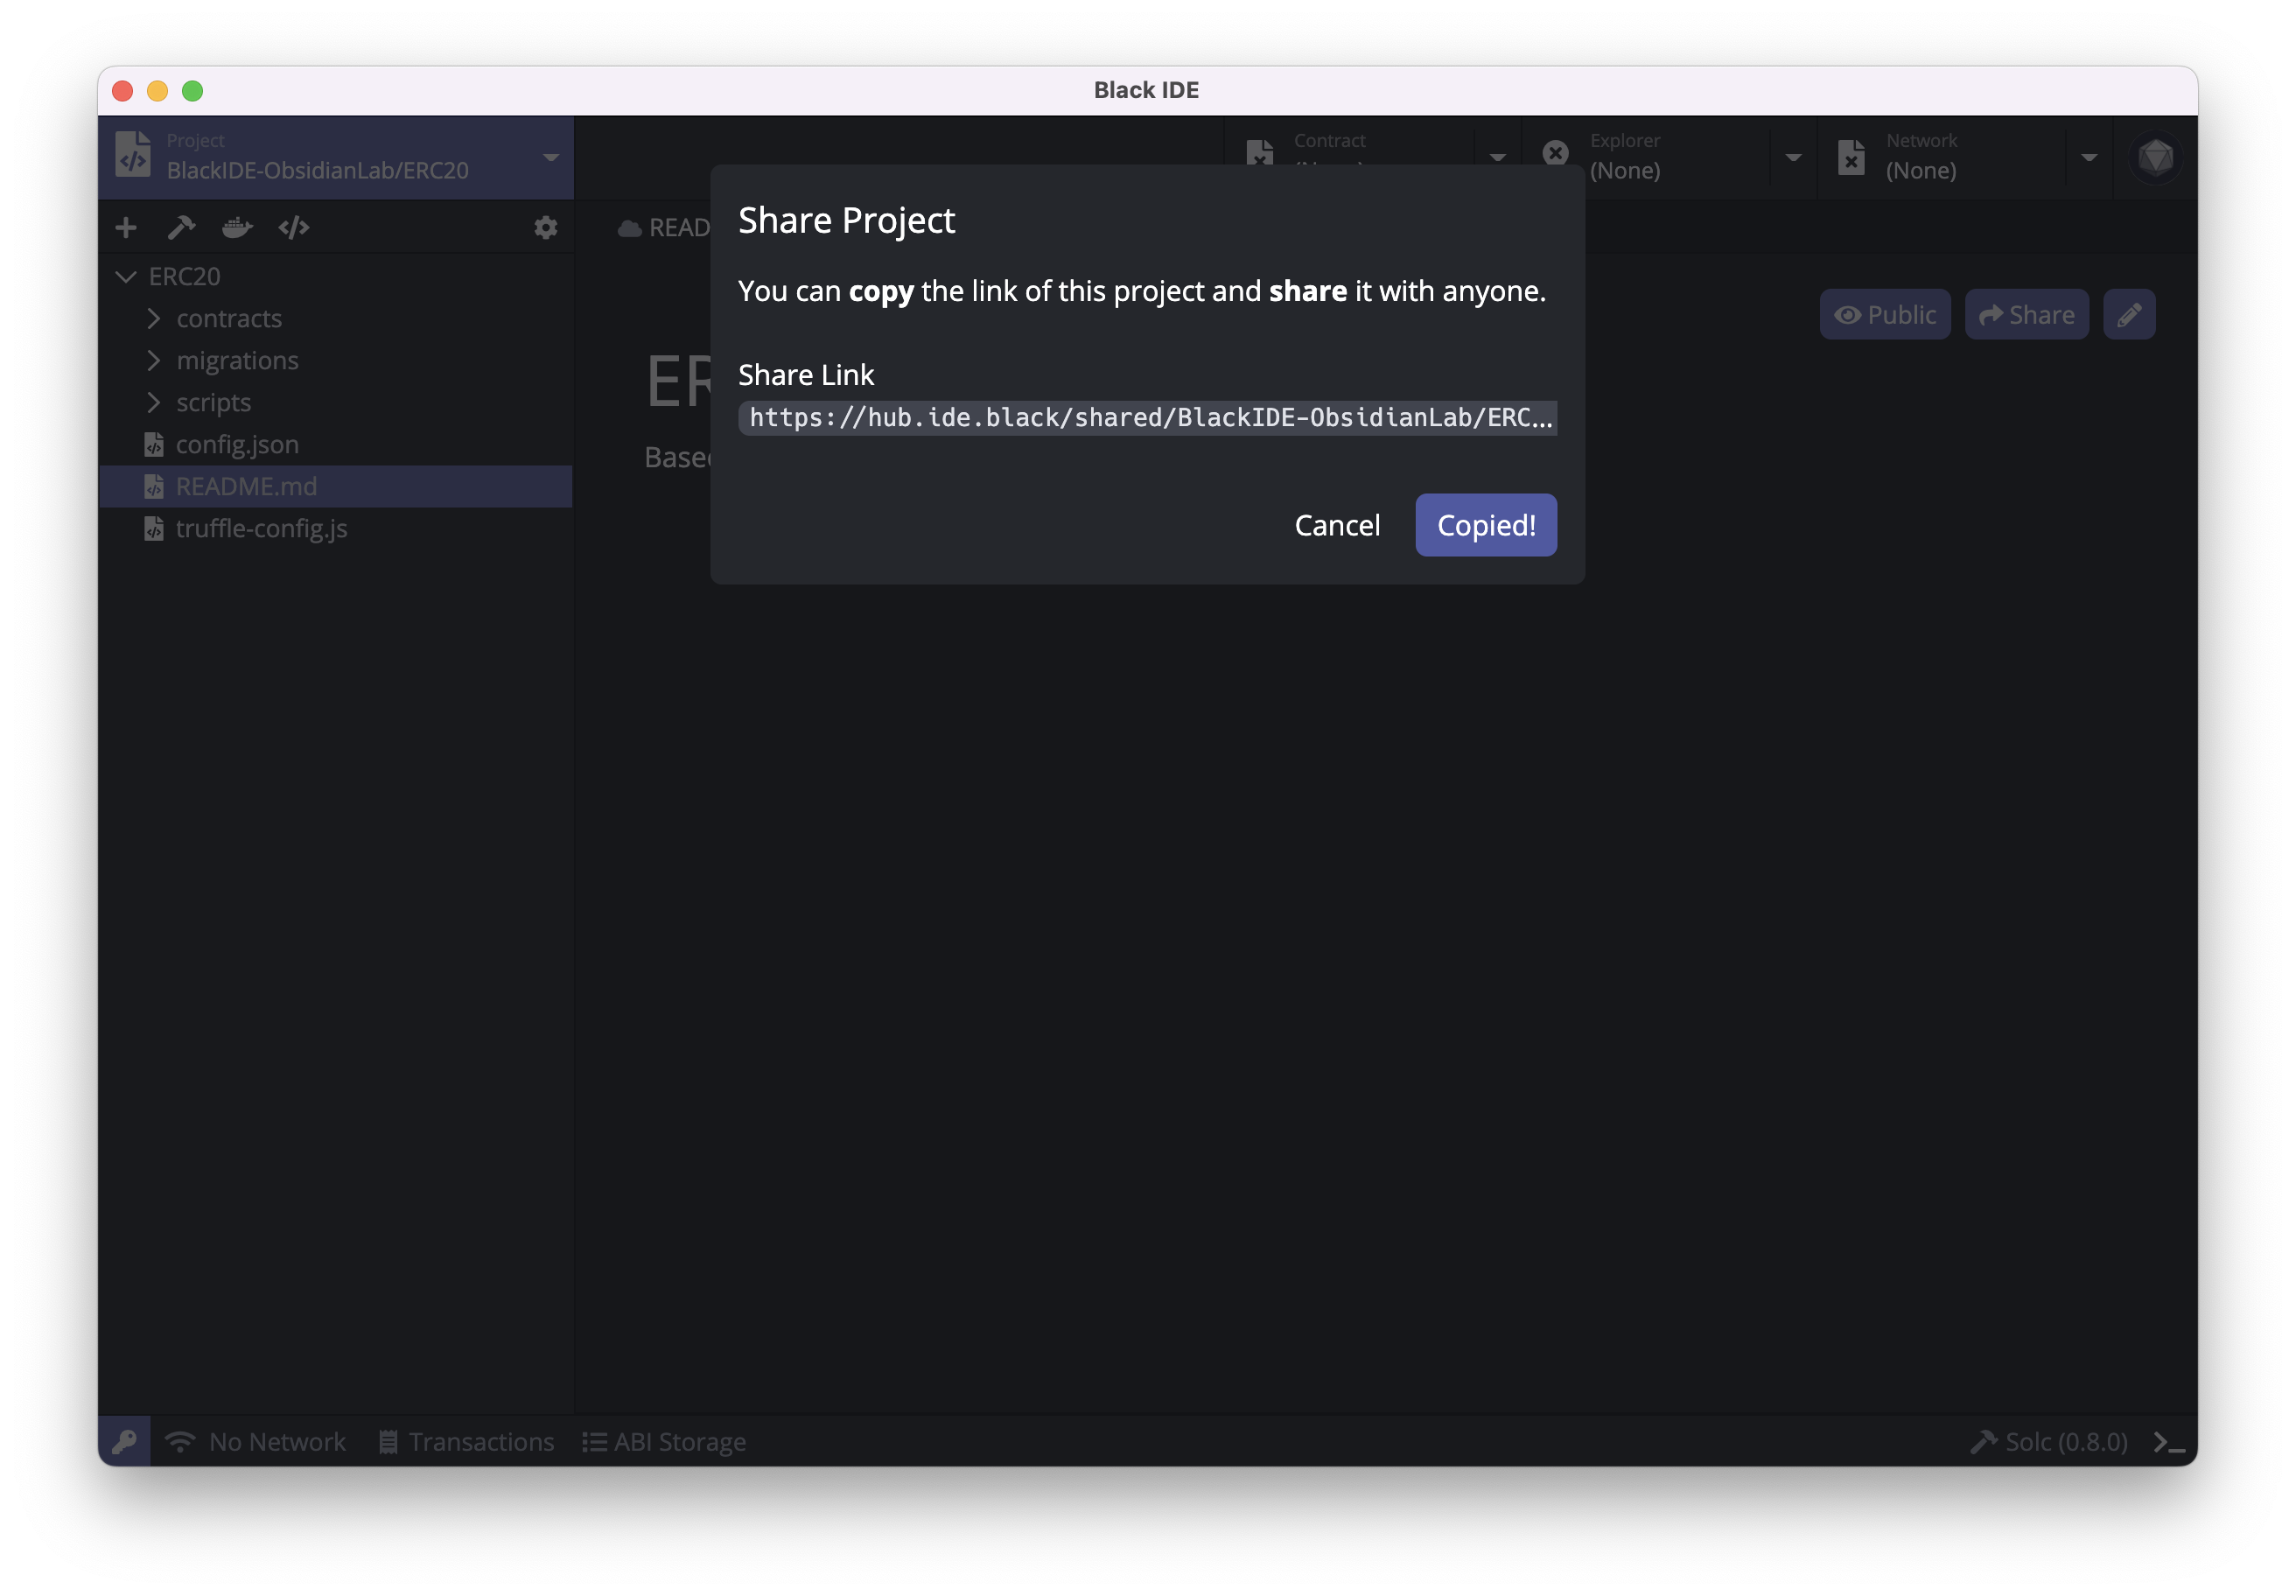 Black IDE
Project
BlackIDE-ObsidianLab/ERC20
Contract
Explorer
(None)
Network
(None)
READ
ERC20
contracts
migrations
scripts
config.json
README.md
truffle-config.js
Public
Share
Share Project
You can copy the link of this project and share it with anyone.
Share Link
https://hub.ide.black/shared/BlackIDE-ObsidianLab/ERC...
Cancel
Copied!
No Network
Transactions
ABI Storage
Solc (0.8.0)